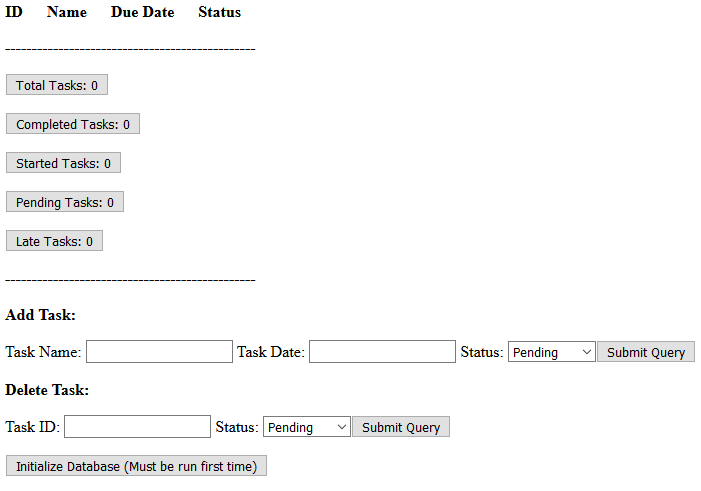 ID Name Due Date Status
-----------------------------------------------
Total Tasks: 0
Completed Tasks: 0
Started Tasks: 0
Pending Tasks: 0
Late Tasks: 0
-----------------------------------------------
Add Task:
Task Name: Task Date: Status: Pending Submit Query
Delete Task:
Task ID: Status: Pending Submit Query
Initialize Database (Must be run first time)